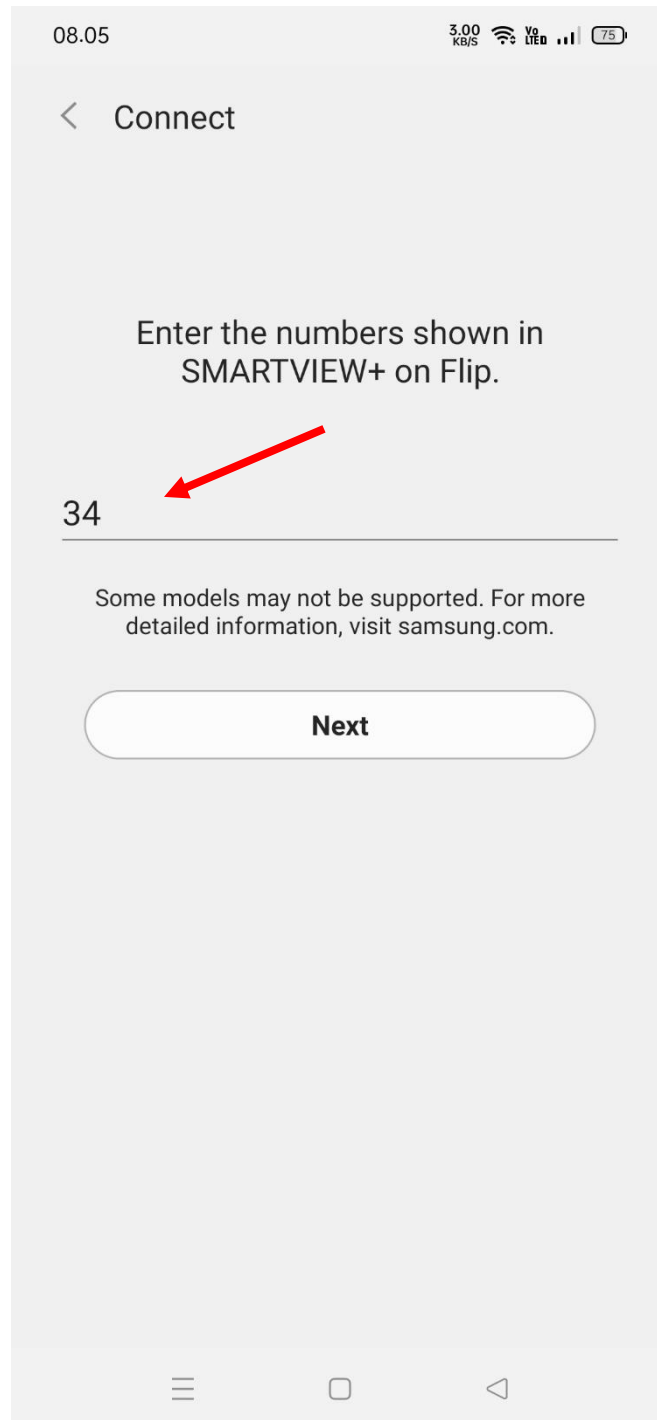 08.05
3.00
KB/S
Vo
LTED
75
Connect
Enter the numbers shown in
SMARTVIEW+ on Flip.
34
Some models may not be supported. For more
detailed information, visit samsung.com.
Next